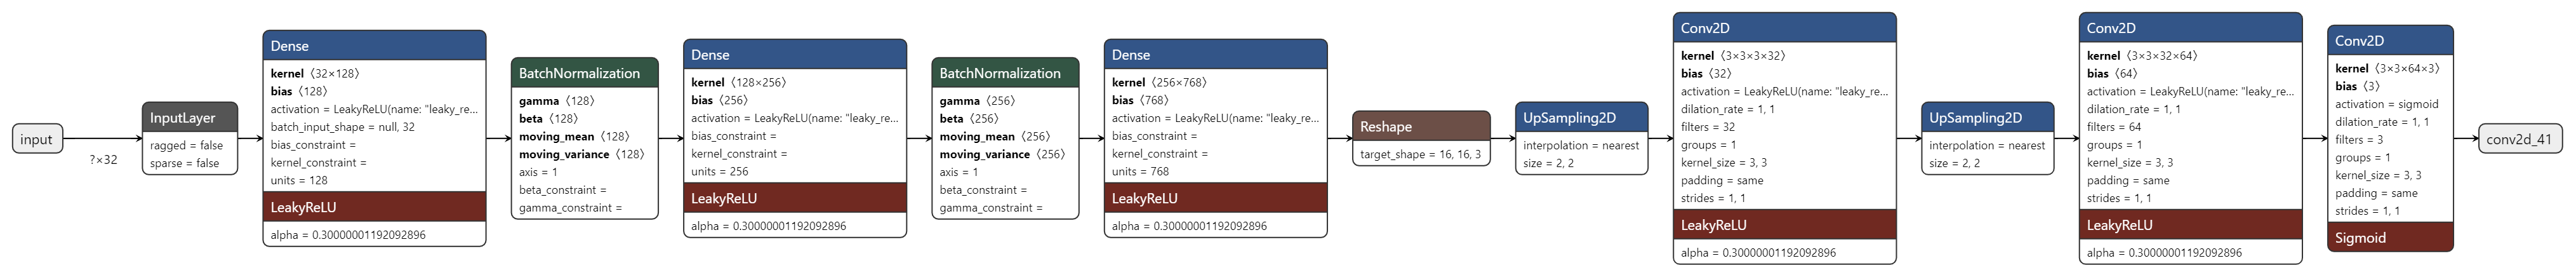 input
?×32
InputLayer
ragged = false
sparse = false
Dense
kernel 〈32×128〉
bias 〈128〉
activation = LeakyReLU(name: "leaky_re...
batch_input_shape = null, 32
bias_constraint =
kernel_constraint =
units = 128
LeakyReLU
alpha = 0.30000001192092896
BatchNormalization
gamma 〈128〉
beta 〈128〉
moving_mean 〈128〉
moving_variance 〈128〉
axis = 1
beta_constraint =
gamma_constraint =
Dense
kernel 〈128×256〉
bias 〈256〉
activation = LeakyReLU(name: "leaky_re...
bias_constraint =
kernel_constraint =
units = 256
LeakyReLU
alpha = 0.30000001192092896
BatchNormalization
gamma 〈256〉
beta 〈256〉
moving_mean 〈256〉
moving_variance 〈256〉
axis = 1
beta_constraint =
gamma_constraint =
Dense
kernel 〈256×768〉
bias 〈768〉
activation = LeakyReLU(name: "leaky_re...
bias_constraint =
kernel_constraint =
units = 768
LeakyReLU
alpha = 0.30000001192092896
Reshape
target_shape = 16, 16, 3
UpSampling2D
interpolation = nearest
size = 2, 2
Conv2D
kernel 〈3×3×3×32〉
bias 〈32〉
activation = LeakyReLU(name: "leaky_re...
dilation_rate = 1, 1
filters = 32
groups = 1
kernel_size = 3, 3
padding = same
strides = 1, 1
LeakyReLU
alpha = 0.30000001192092896
UpSampling2D
interpolation = nearest
size = 2, 2
Conv2D
kernel 〈3×3×32×64〉
bias 〈64〉
activation = LeakyReLU(name: "leaky_re...
dilation_rate = 1, 1
filters = 64
groups = 1
kernel_size = 3, 3
padding = same
strides = 1, 1
LeakyReLU
alpha = 0.30000001192092896
Conv2D
kernel 〈3×3×64×3〉
bias 〈3〉
activation = sigmoid
dilation_rate = 1, 1
filters = 3
groups = 1
kernel_size = 3, 3
padding = same
strides = 1, 1
Sigmoid
conv2d_41